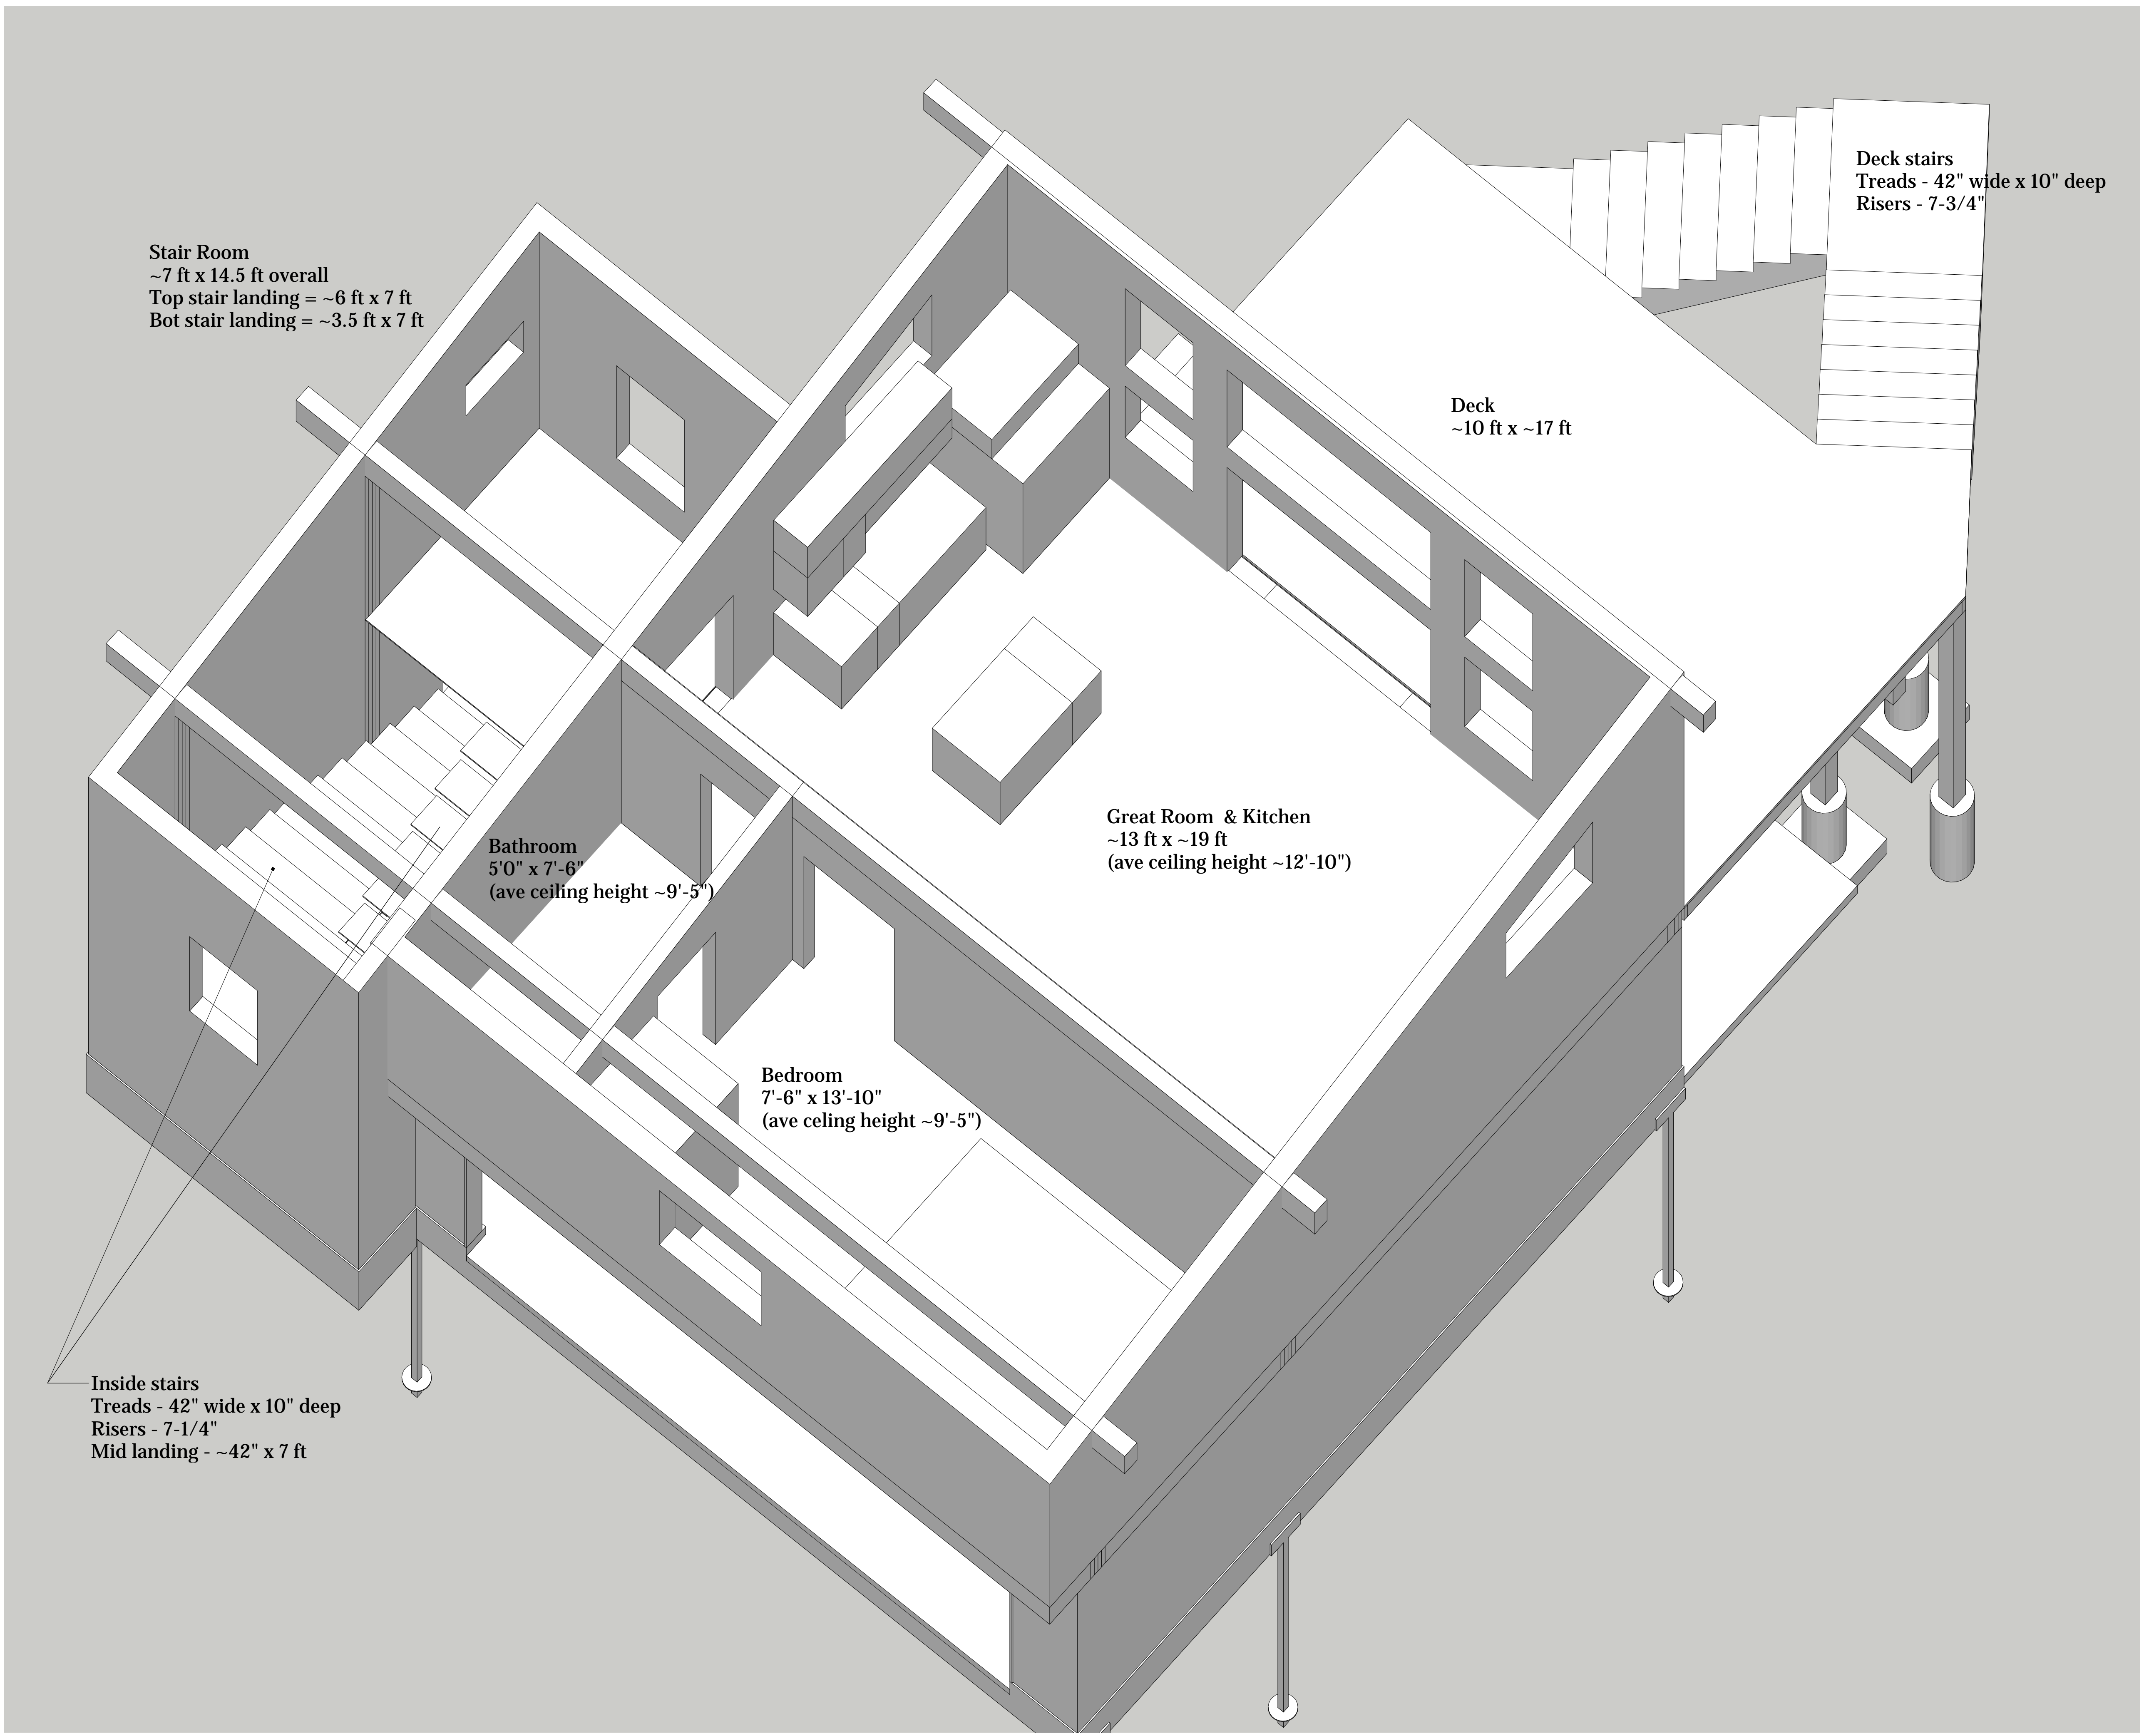 Deck stairs
Treads - 42" wide x 10" deep
Risers - 7-3/4"
Stair Room
~7 ft x 14.5 ft overall
Top stair landing = ~6 ft x 7 ft
Bot stair landing = ~3.5 ft x 7 ft
Deck
~10 ft x ~17 ft
Great Room & Kitchen
~13 ft x ~19 ft
(ave ceiling height ~12'-10")
Bathroom
5'0" x 7'-6"
(ave ceiling height ~9'-5")
Bedroom
7'-6" x 13'-10"
(ave celing height ~9'-5")
Inside stairs
Treads - 42" wide x 10" deep
Risers - 7-1/4"
Mid landing - ~42" x 7 ft